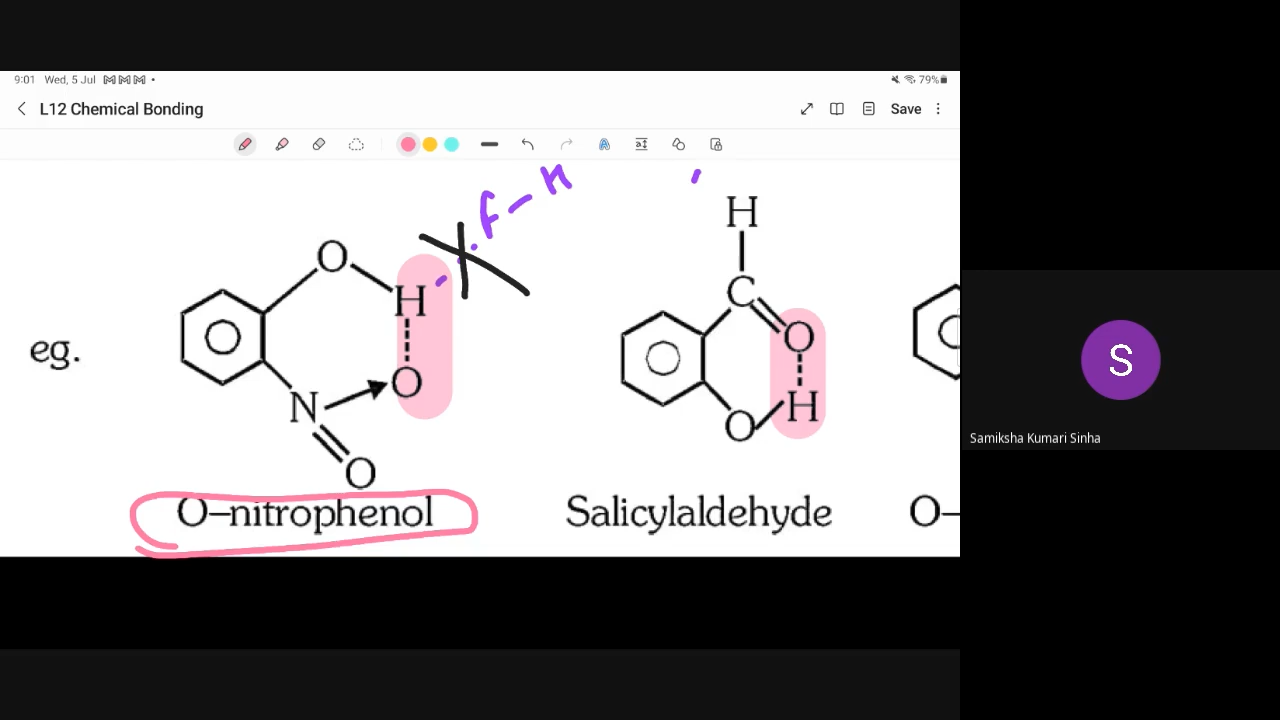 9:01 Wed, 5 Jul
79%
L12 Chemical Bonding
Save
F-H
H
O
H
C
H
O
O
H
N
O
O
eg.
O-nitrophenol
Salicylaldehyde
O-
S
Samiksha Kumari Sinha